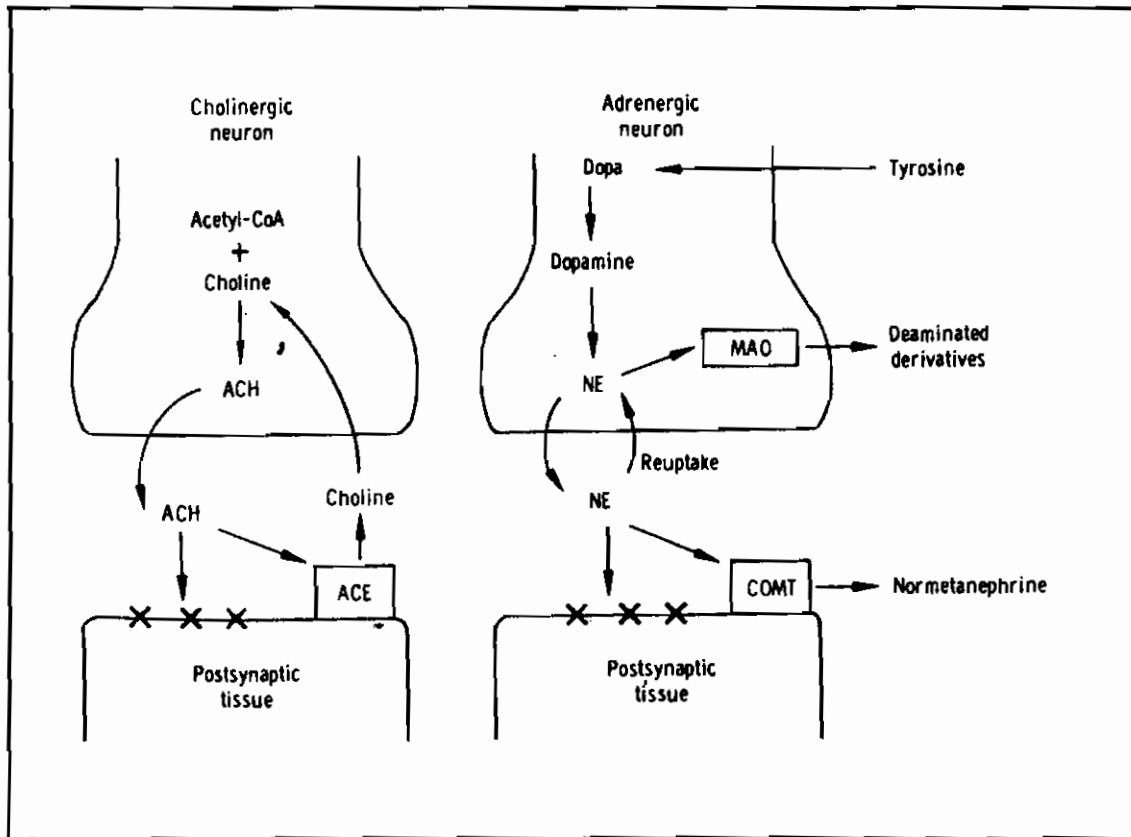 Cholinergic
neuron
Acetyl-CoA
+
Choline
ACH
ACH
Choline
ACE
Postsynaptic
tissue
Adrenergic
neuron
Dopa
Tyrosine
Dopamine
MAO
Deaminated
derivatives
NE
Reuptake
NE
COMT
Normetanephrine
Postsynaptic
tissue